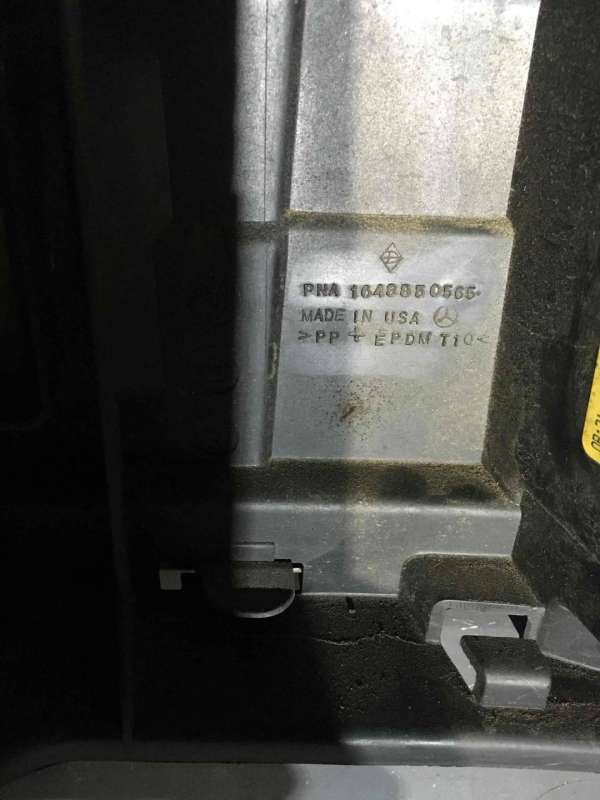 PNA 1648850565
MADE IN USA
>PP + EPDM T10<